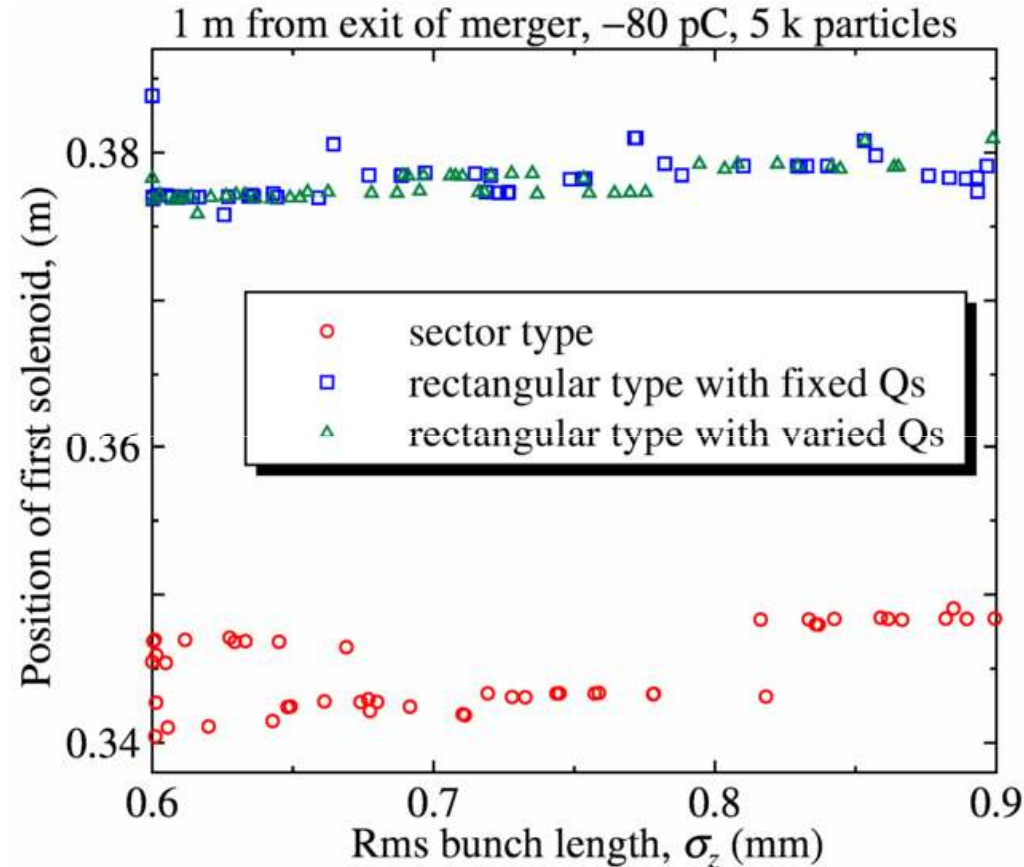 1 m from exit of merger, −80 pC, 5 k particles
Position of first solenoid, (m)
0.38
0.36
0.34
sector type
rectangular type with fixed Qs
rectangular type with varied Qs
0.6 0.7 0.8 0.9
Rms bunch length, σz (mm)